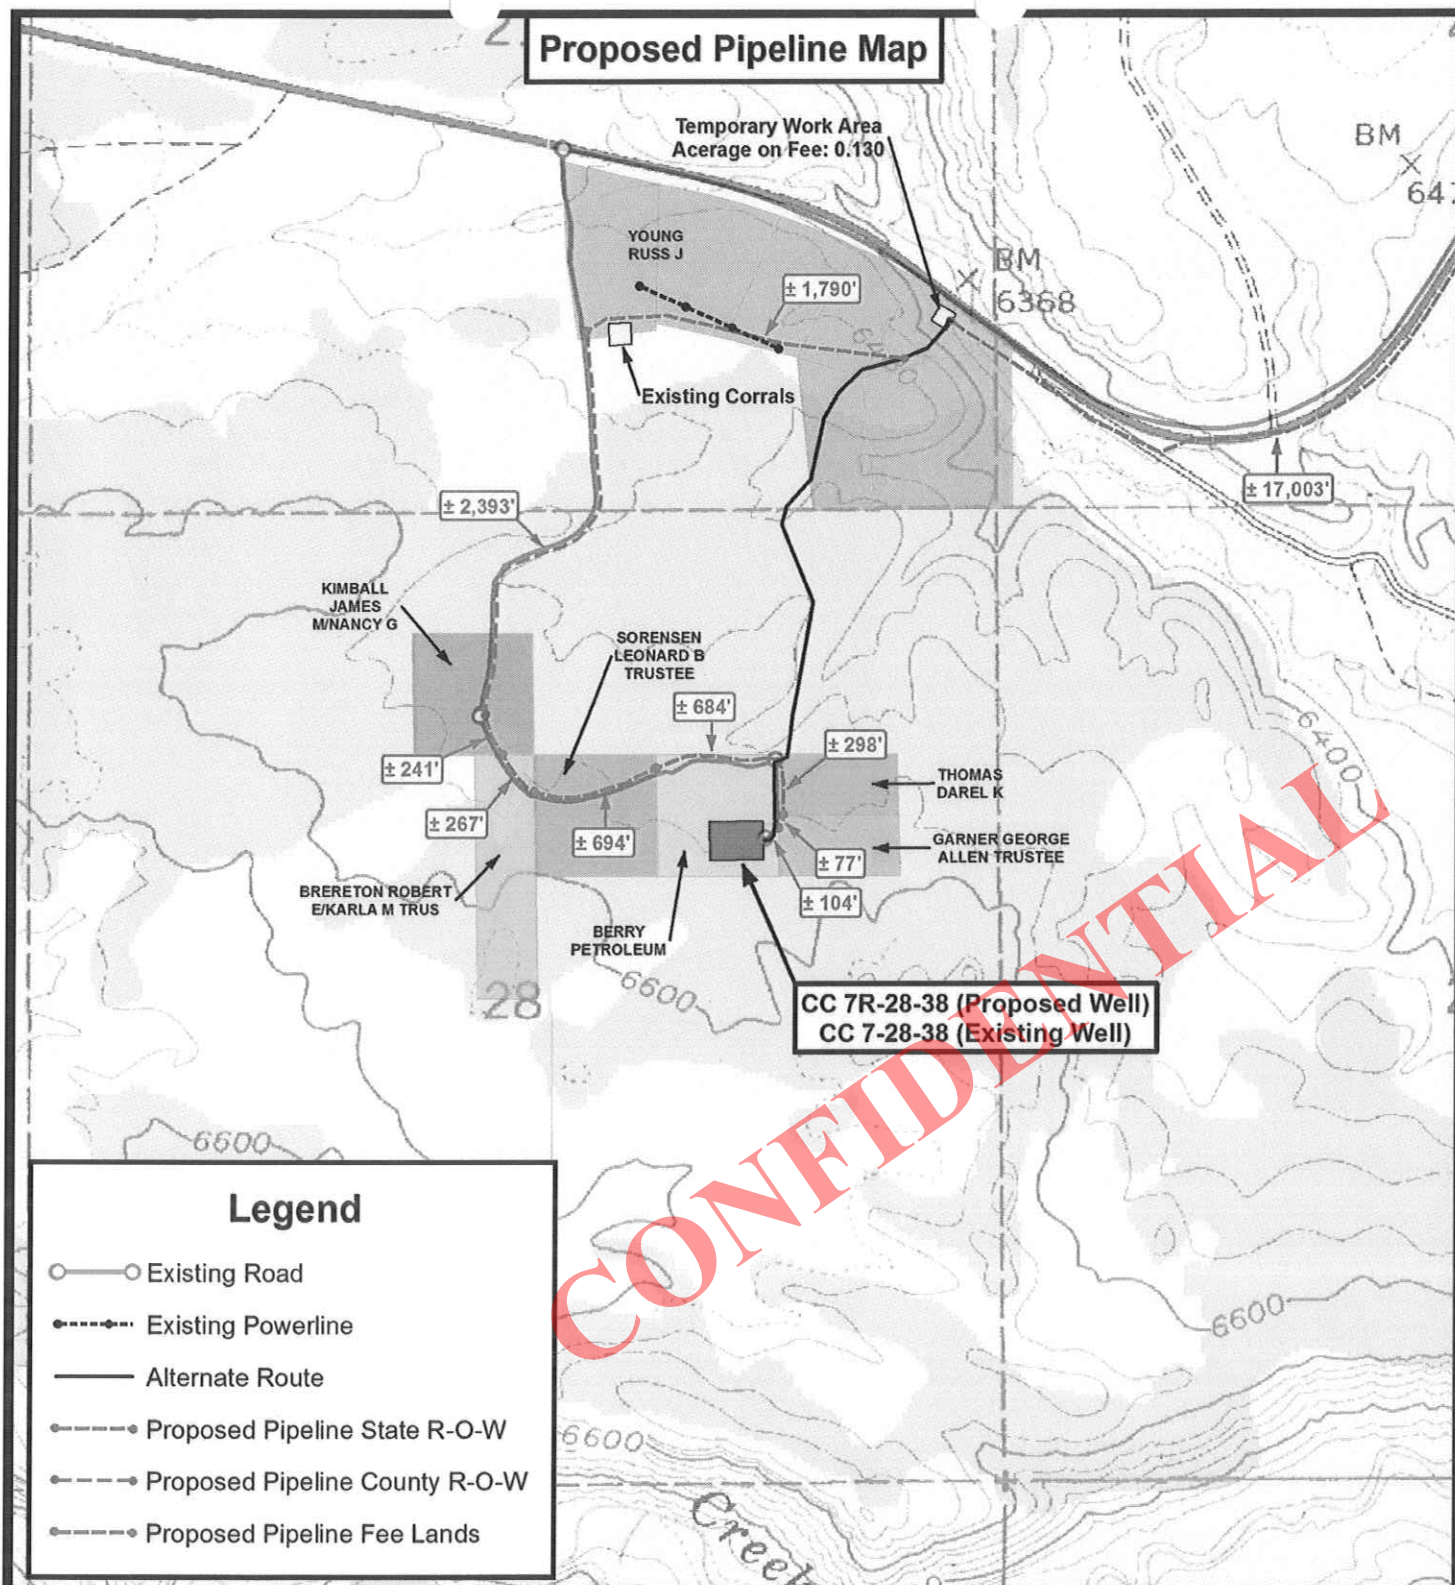 Proposed Pipeline Map
Temporary Work Area
Acerage on Fee: 0.130
BM
BM
6368
YOUNG
RUSS J
± 1,790'
Existing Corrals
± 17,003'
± 2,393'
KIMBALL
JAMES
M/NANCY G
SORENSEN
LEONARD B
TRUSTEE
± 684'
± 298'
± 241'
THOMAS
DAREL K
6400
± 267'
± 694'
GARNER GEORGE
ALLEN TRUSTEE
± 77'
± 104'
BRERETON ROBERT
E/KARLA M TRUS
BERRY
PETROLEUM
28
6600
CC 7R-28-38 (Proposed Well)
CC 7-28-38 (Existing Well)
CONFIDENTIAL
6600
6600
6600
Legend
Existing Road
Existing Powerline
Alternate Route
Proposed Pipeline State R-O-W
Proposed Pipeline County R-O-W
Proposed Pipeline Fee Lands